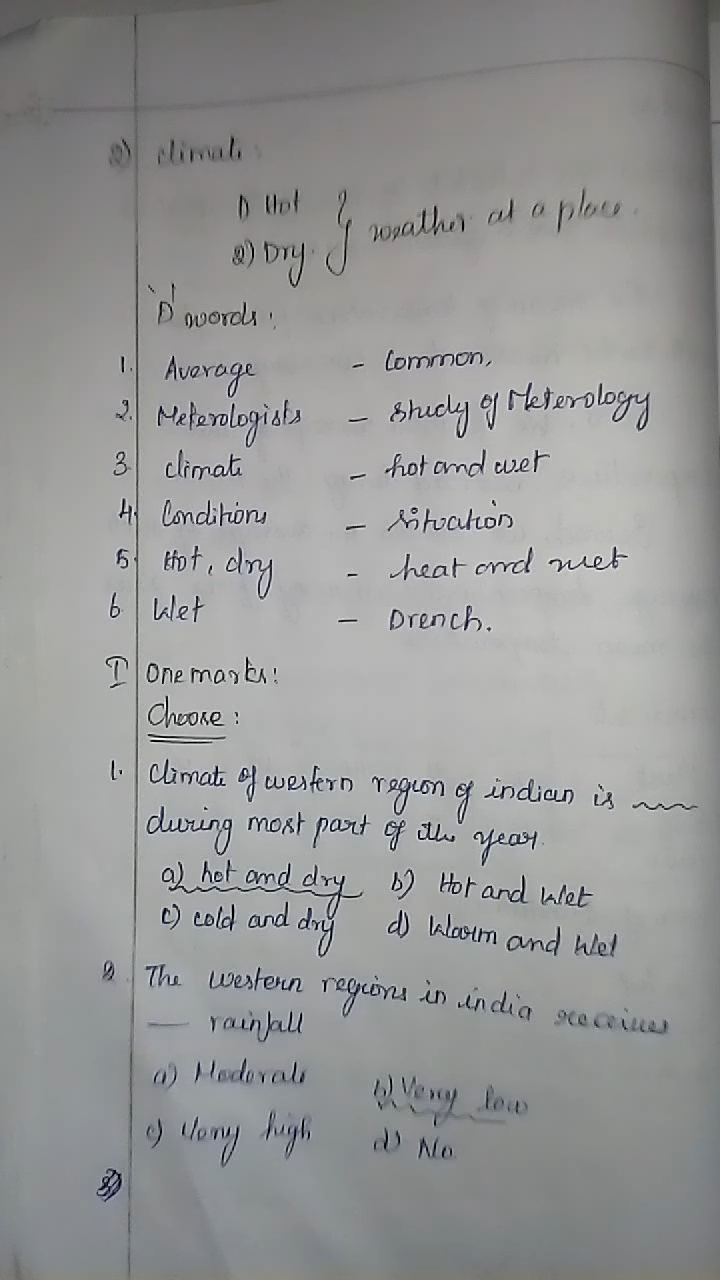 2) climate:
1) Hot
2) Dry. } weather at a place.
D words:
1. Average - Common,
2. Meterologists - study of Meterology
3 climate - hot and wet
4. Conditions - situation
5. Hot, dry - heat and wet
6 Wet - Drench.
I One marks:
Choose:
1. Climate of western region of indian is
during most part of the year.
a) hot and dry b) Hot and Wet
c) cold and dry d) Warm and Wet
2. The western regions in india receives
— rainfall
a) Moderate b) Very low
c) Very high d) No
3)